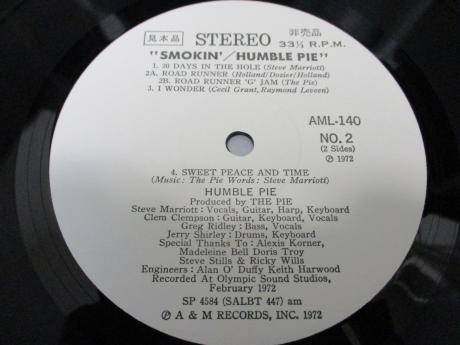 見本品
STEREO
非売品
33⅓ R.P.M.
"SMOKIN'/HUMBLE PIE"
1. 30 DAYS IN THE HOLE (Steve Marriott)
2A. ROAD RUNNER (Holland/Dozier/Holland)
2B. ROAD RUNNER 'G' JAM (The Pie)
3. I WONDER (Cecil Grant, Raymond Leveen)
AML-140
NO. 2
(2 Sides)
Ⓟ 1972
4. SWEET PEACE AND TIME
(Music: The Pie Words: Steve Marriott)
HUMBLE PIE
Produced by THE PIE
Steve Marriott: Vocals, Guitar, Harp, Keyboard
Clem Clempson: Guitar, Keyboard, Vocals
Greg Ridley: Bass, Vocals
Jerry Shirley: Drums, Keyboard
Special Thanks To: Alexis Korner,
Madeline Bell Doris Troy
Steve Stills & Ricky Wills
Engineers: Alan O' Duffy Keith Harwood
Recorded At Olympic Sound Studios,
February 1972
SP 4584 (SALBT 447) am
Ⓟ A & M RECORDS, INC. 1972